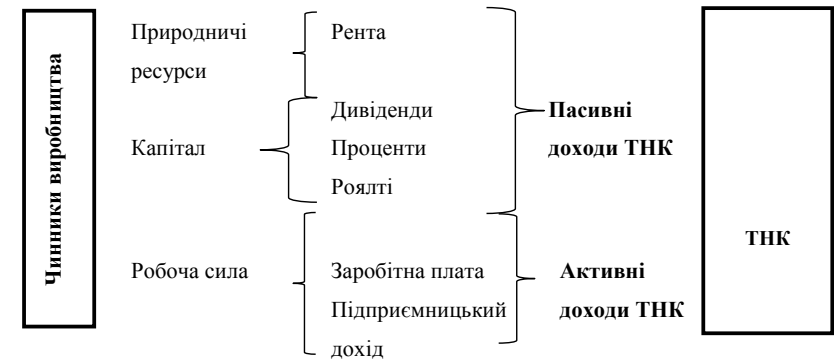 Чинники виробництва
Природничі
ресурси
Рента
Капітал
Дивіденди
Проценти
Роялті
Пасивні
доходи ТНК
Робоча сила
Заробітна плата
Підприємницький
дохід
Активні
доходи ТНК
ТНК